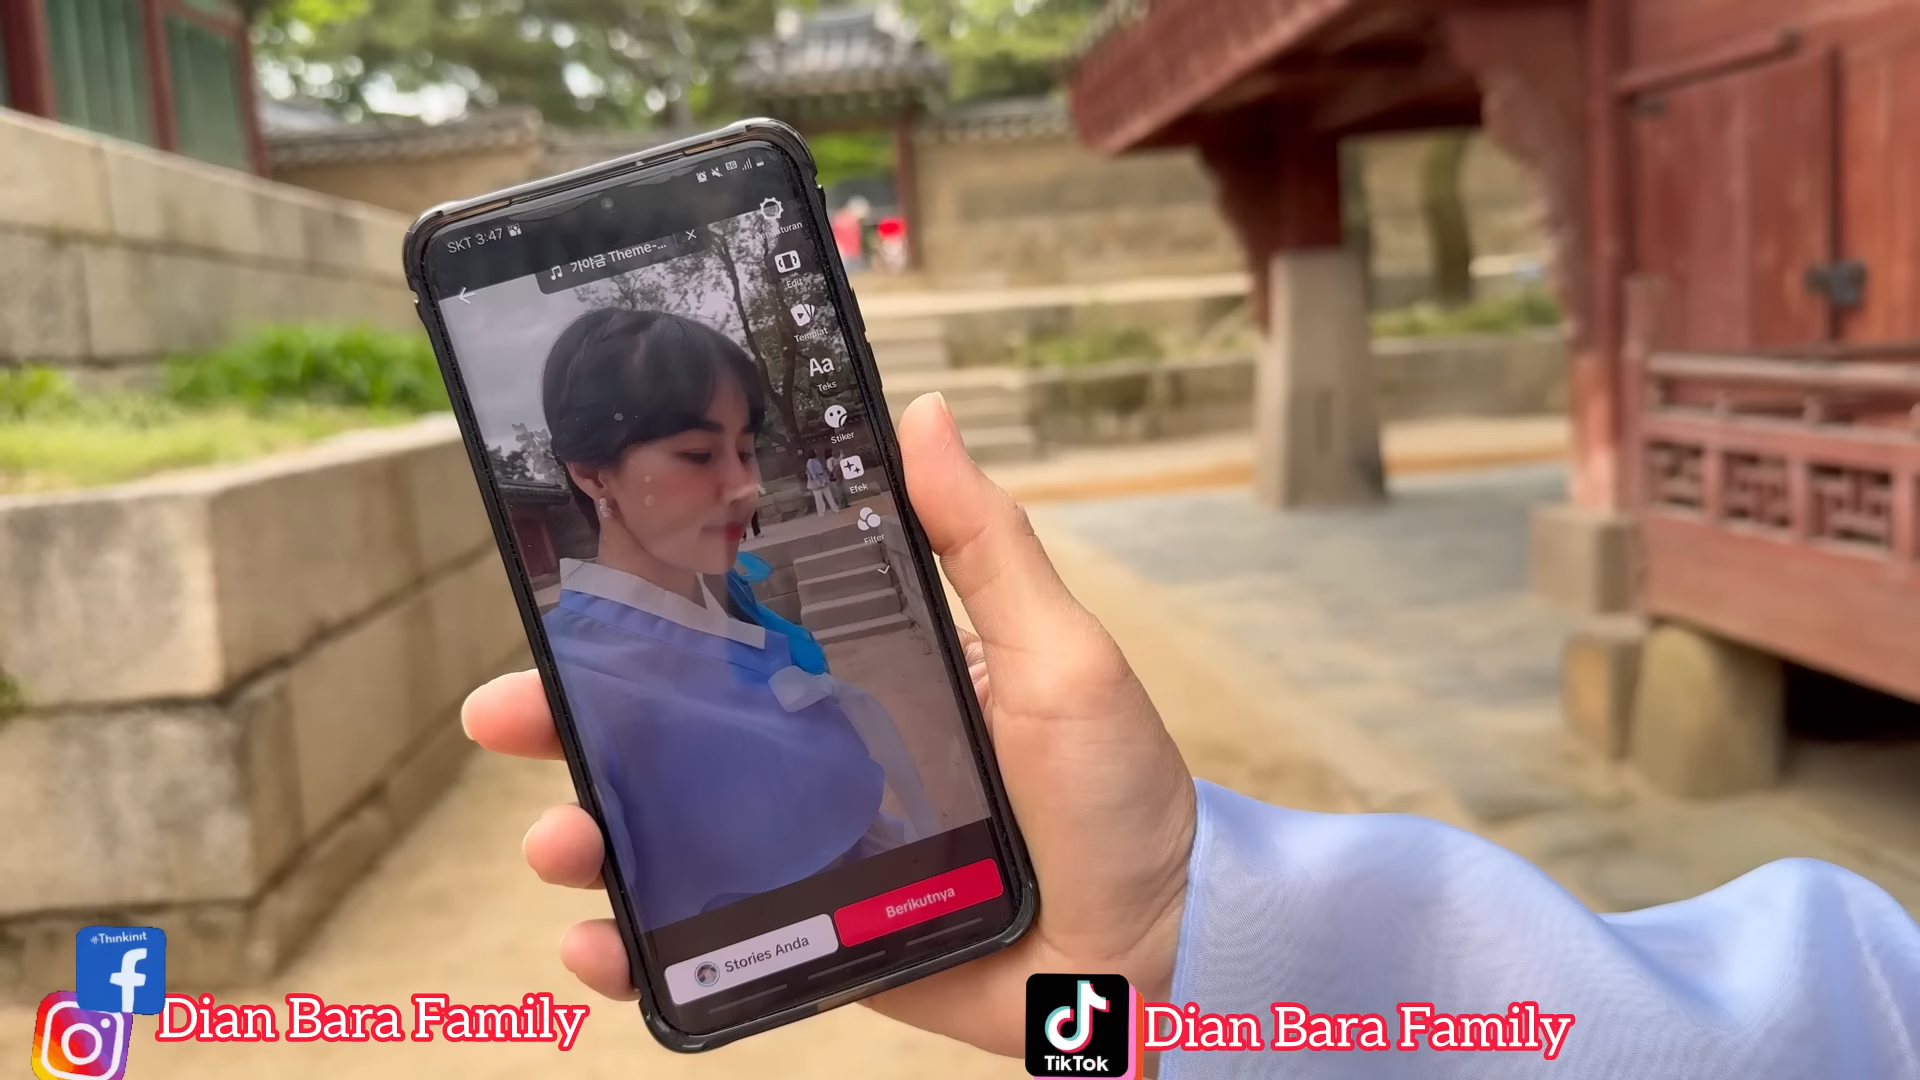 SKT 3:47
가야금 Theme-...
Pengaturan
Edit
Templat
Aa
Teks
Stiker
Efek
Filter
Stories Anda
Berikutnya
#Thinkinit
Dian Bara Family
TikTok
Dian Bara Family